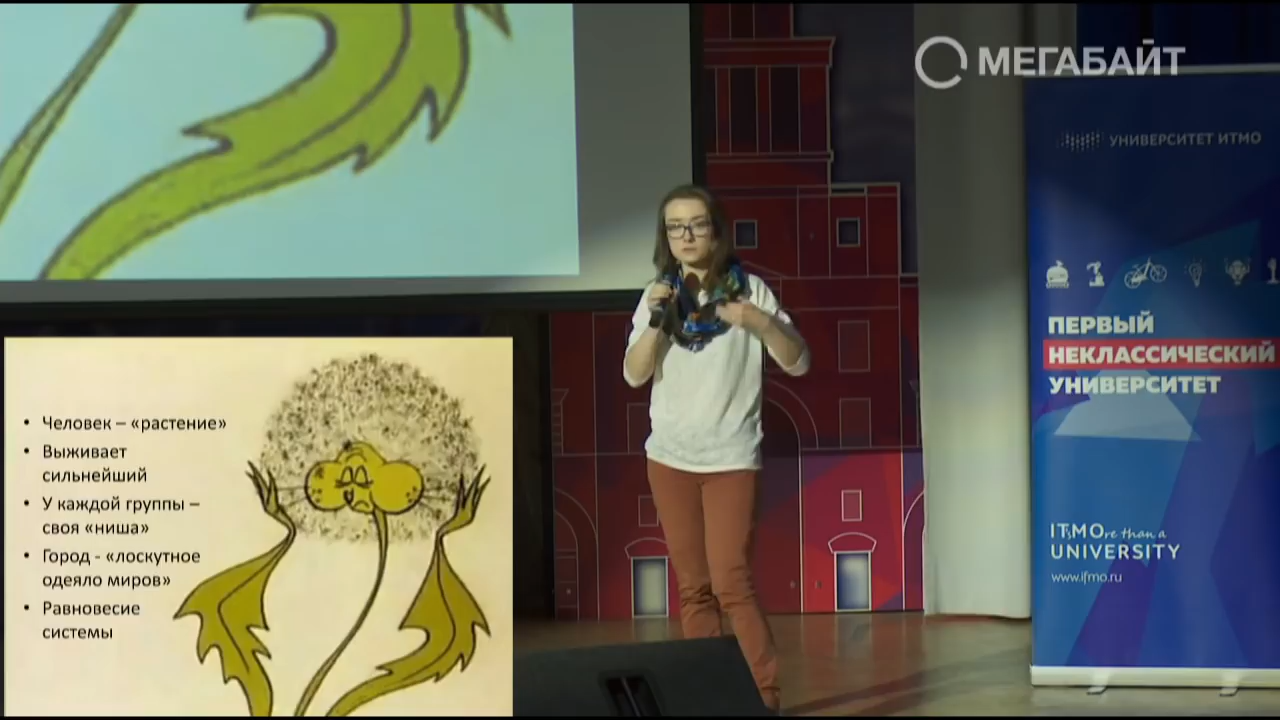 МЕГАБАЙТ
УНИВЕРСИТЕТ ИТМО
ПЕРВЫЙ
НЕКЛАССИЧЕСКИЙ
УНИВЕРСИТЕТ
ITsMOre than a
UNIVERSITY
www.ifmo.ru
• Человек – «растение»
• Выживает
сильнейший
• У каждой группы –
своя «ниша»
• Город - «лоскутное
одеяло миров»
• Равновесие
системы